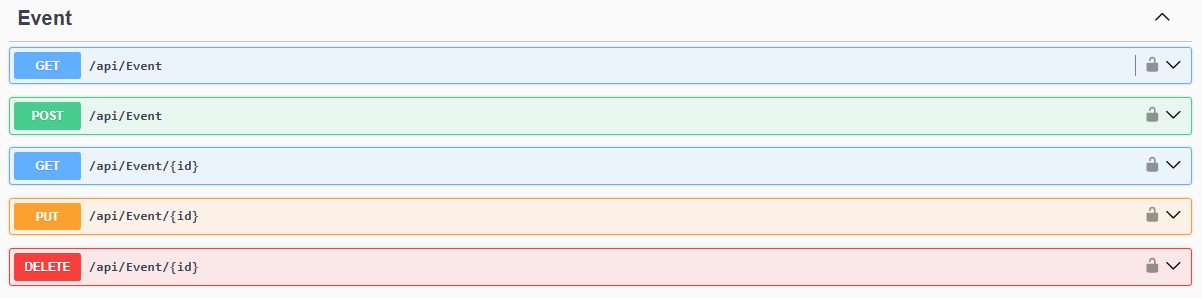 Event
GET /api/Event
POST /api/Event
GET /api/Event/{id}
PUT /api/Event/{id}
DELETE /api/Event/{id}